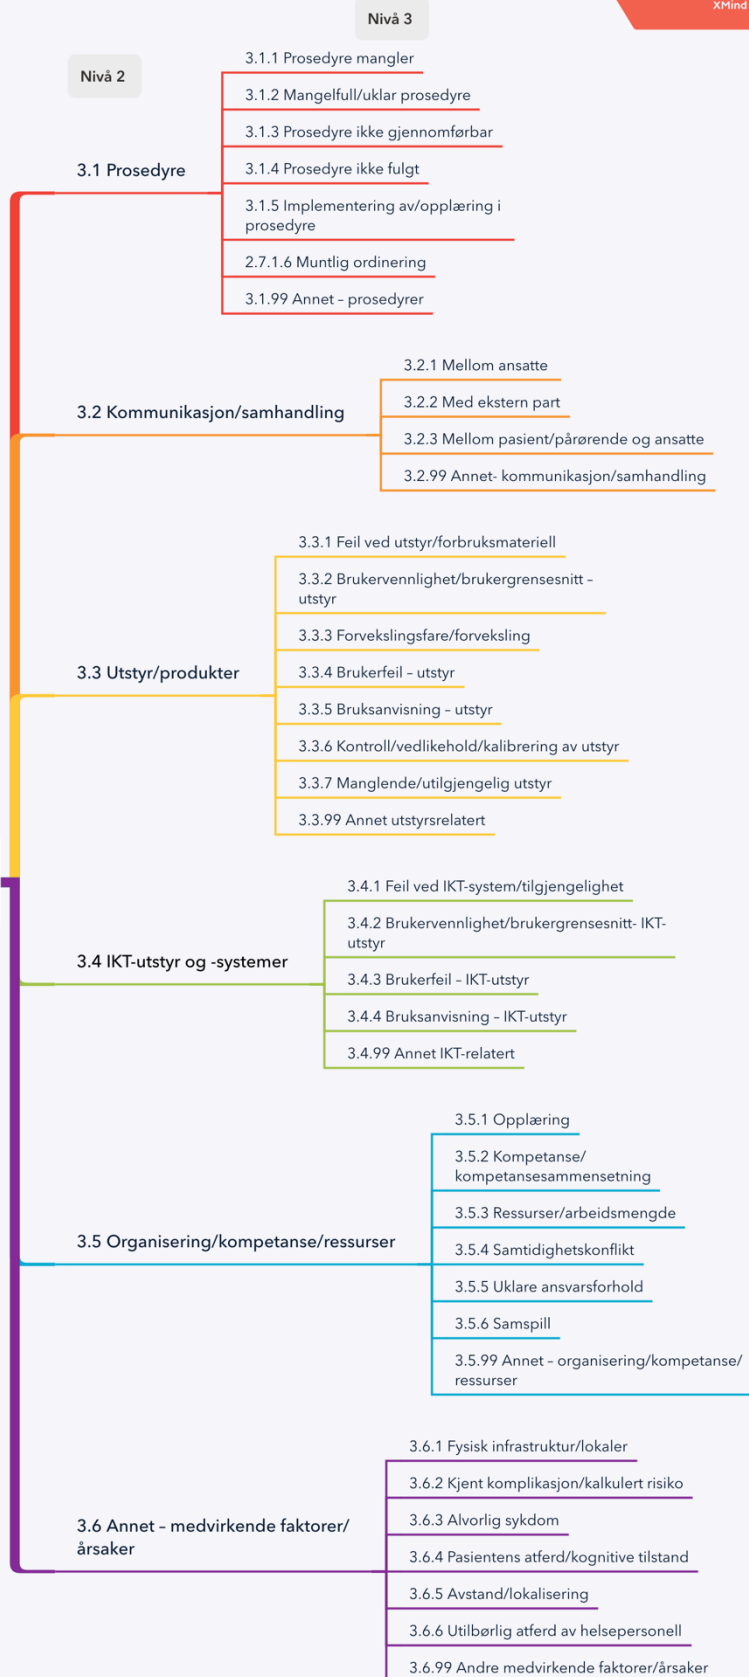 Nivå 3
XMind
Nivå 2
3.1 Prosedyre
3.1.1 Prosedyre mangler
3.1.2 Mangelfull/uklar prosedyre
3.1.3 Prosedyre ikke gjennomførbar
3.1.4 Prosedyre ikke fulgt
3.1.5 Implementering av/opplæring i
prosedyre
2.7.1.6 Muntlig ordinering
3.1.99 Annet – prosedyrer
3.2 Kommunikasjon/samhandling
3.2.1 Mellom ansatte
3.2.2 Med ekstern part
3.2.3 Mellom pasient/pårørende og ansatte
3.2.99 Annet- kommunikasjon/samhandling
3.3 Utstyr/produkter
3.3.1 Feil ved utstyr/forbruksmateriell
3.3.2 Brukervennlighet/brukergrensesnitt –
utstyr
3.3.3 Forvekslingsfare/forveksling
3.3.4 Brukerfeil – utstyr
3.3.5 Bruksanvisning – utstyr
3.3.6 Kontroll/vedlikehold/kalibrering av utstyr
3.3.7 Manglende/utilgjengelig utstyr
3.3.99 Annet utstyrsrelatert
3.4 IKT-utstyr og -systemer
3.4.1 Feil ved IKT-system/tilgjengelighet
3.4.2 Brukervennlighet/brukergrensesnitt- IKT-
utstyr
3.4.3 Brukerfeil – IKT-utstyr
3.4.4 Bruksanvisning – IKT-utstyr
3.4.99 Annet IKT-relatert
3.5 Organisering/kompetanse/ressurser
3.5.1 Opplæring
3.5.2 Kompetanse/
kompetansesammensetning
3.5.3 Ressurser/arbeidsmengde
3.5.4 Samtidighetskonflikt
3.5.5 Uklare ansvarsforhold
3.5.6 Samspill
3.5.99 Annet – organisering/kompetanse/
ressurser
3.6 Annet – medvirkende faktorer/
årsaker
3.6.1 Fysisk infrastruktur/lokaler
3.6.2 Kjent komplikasjon/kalkulert risiko
3.6.3 Alvorlig sykdom
3.6.4 Pasientens atferd/kognitive tilstand
3.6.5 Avstand/lokalisering
3.6.6 Utilbørlig atferd av helsepersonell
3.6.99 Andre medvirkende faktorer/årsaker